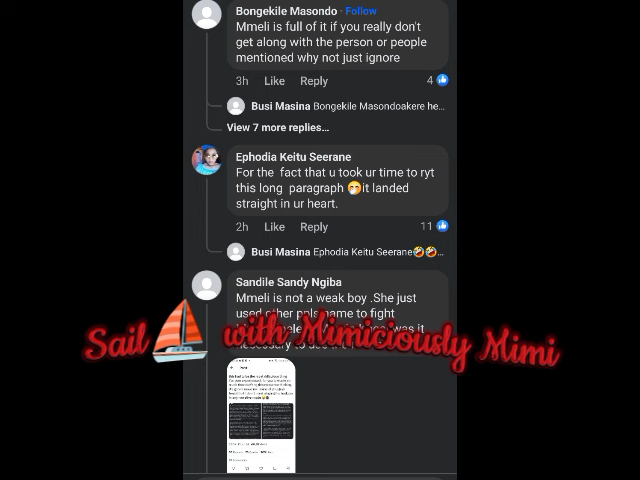 Bongekile Masondo · Follow
Mmeli is full of it if you really don't
get along with the person or people
mentioned why not just ignore
3h Like Reply 4
Busi Masina Bongekile Masondoakere he...
View 7 more replies...
Ephodia Keitu Seerane
For the fact that u took ur time to ryt
this long paragraph 🤭it landed
straight in ur heart.
2h Like Reply 11
Busi Masina Ephodia Keitu Seerane🤣🤣...
Sandile Sandy Ngiba
Mmeli is not a weak boy .She just
used other ppls name to fight
was it
Sail ⛵ with Mimiciously Mimi